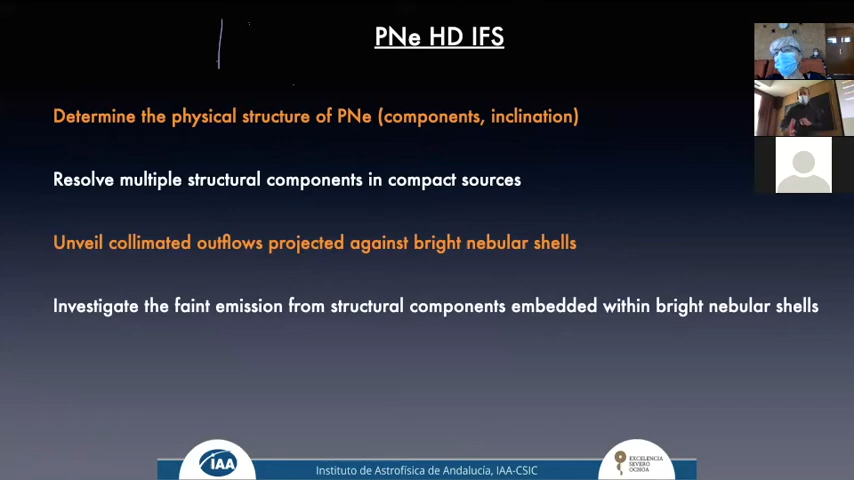 PNe HD IFS
Determine the physical structure of PNe (components, inclination)
Resolve multiple structural components in compact sources
Unveil collimated outflows projected against bright nebular shells
Investigate the faint emission from structural components embedded within bright nebular shells
IAA
Instituto de Astrofísica de Andalucía, IAA-CSIC
EXCELENCIA
SEVERO
OCHOA